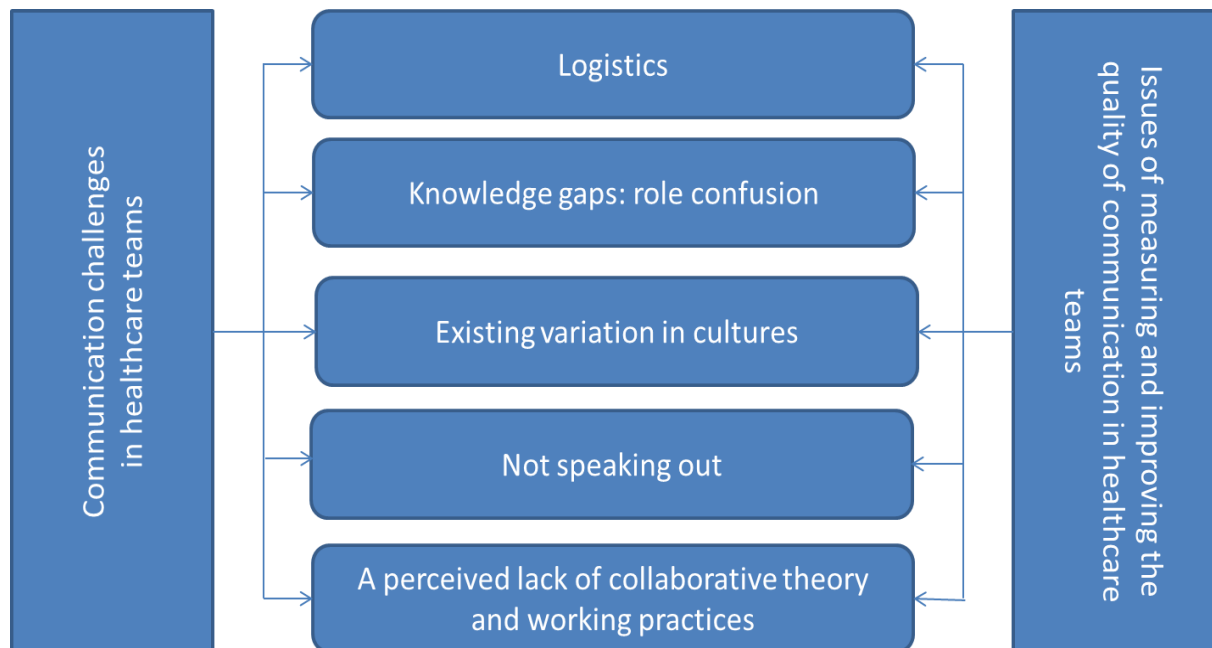 Communication challenges
in healthcare teams
Logistics
Knowledge gaps: role confusion
Existing variation in cultures
Not speaking out
A perceived lack of collaborative theory
and working practices
Issues of measuring and improving the
quality of communication in healthcare
teams